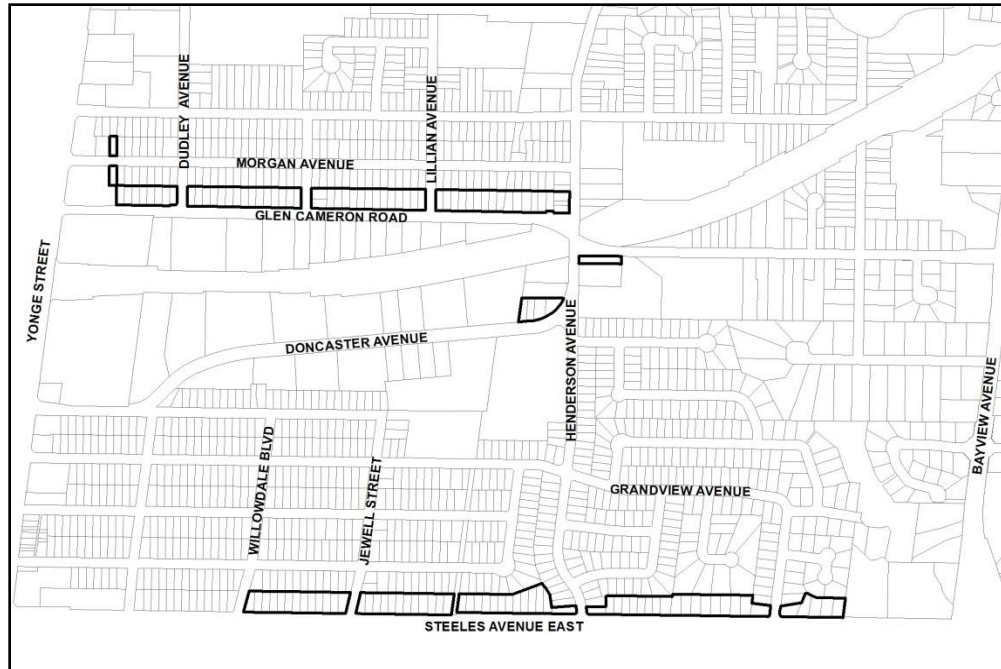 DUDLEY AVENUE
LILLIAN AVENUE
MORGAN AVENUE
GLEN CAMERON ROAD
YONGE STREET
DONCASTER AVENUE
HENDERSON AVENUE
BAYVIEW AVENUE
WILLOWDALE BLVD
JEWELL STREET
GRANDVIEW AVENUE
STEELES AVENUE EAST